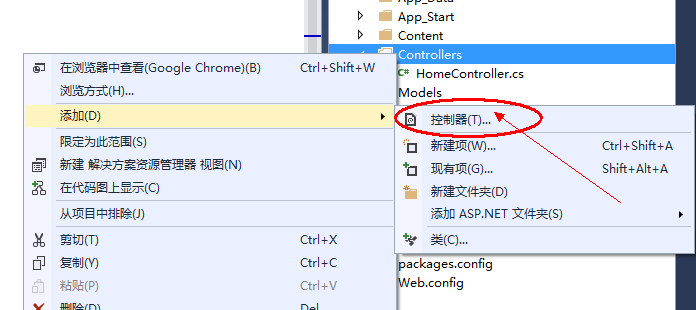 App_Data
App_Start
Content
Controllers
HomeController.cs
Models
在浏览器中查看(Google Chrome)(B) Ctrl+Shift+W
浏览方式(H)...
添加(D)
限定为此范围(S)
新建 解决方案资源管理器 视图(N)
在代码图上显示(C)
从项目中排除(J)
剪切(T) Ctrl+X
复制(Y) Ctrl+C
粘贴(P) Ctrl+V
删除(D) Del
控制器(T)...
新建项(W)... Ctrl+Shift+A
现有项(G)... Shift+Alt+A
新建文件夹(D)
添加 ASP.NET 文件夹(S)
类(C)...
packages.config
Web.config